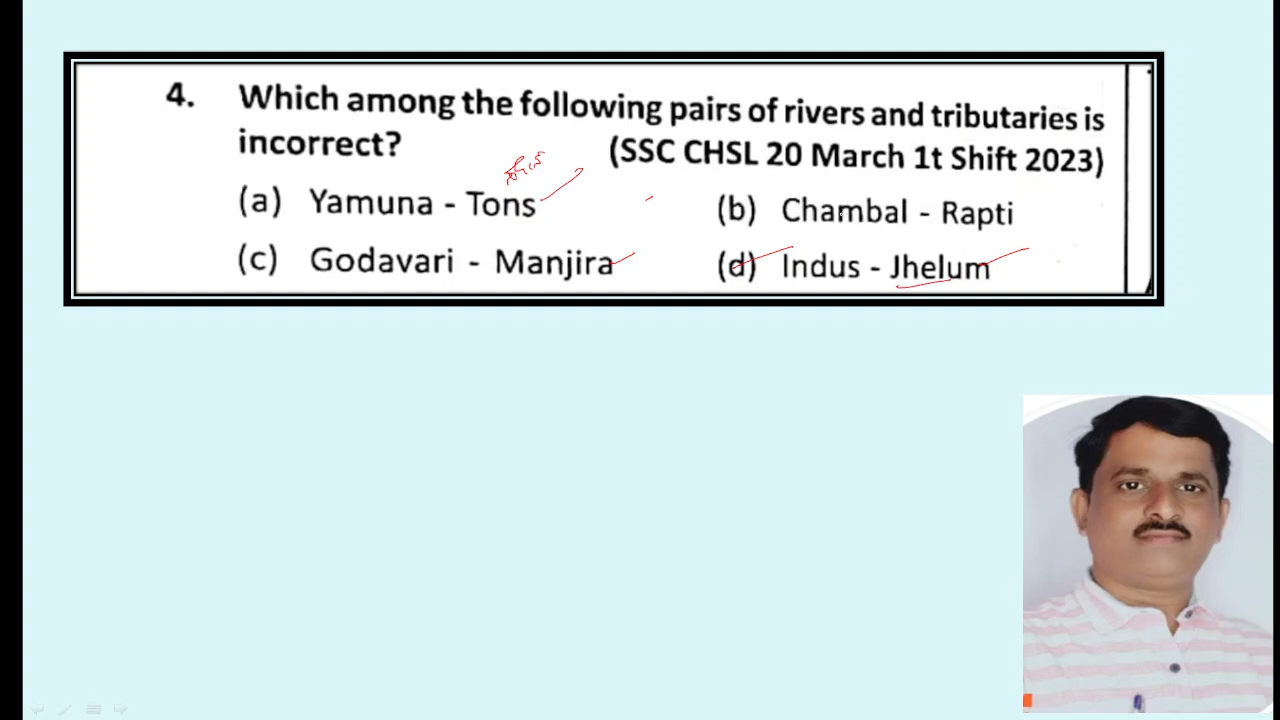 4. Which among the following pairs of rivers and tributaries is
incorrect? (SSC CHSL 20 March 1t Shift 2023)
(a) Yamuna - Tons (b) Chambal - Rapti
(c) Godavari - Manjira (d) Indus - Jhelum